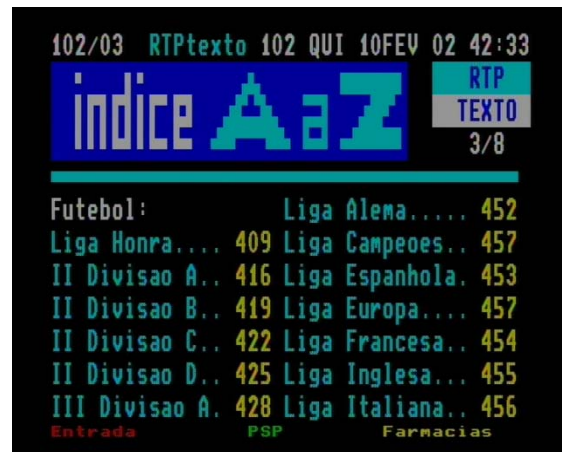 102/03 RTPtexto 102 QUI 10FEV 02 42:33
indice A a Z
RTP
TEXTO
3/8
Futebol: Liga Alema..... 452
Liga Honra.... 409 Liga Campeoes.. 457
II Divisao A.. 416 Liga Espanhola. 453
II Divisao B.. 419 Liga Europa.... 457
II Divisao C.. 422 Liga Francesa.. 454
II Divisao D.. 425 Liga Inglesa... 455
III Divisao A. 428 Liga Italiana.. 456
Entrada PSP Farmacias